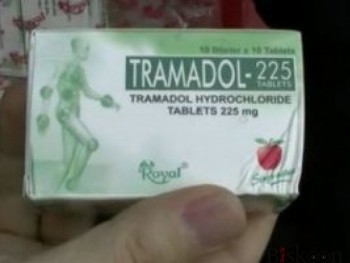 10 Blister x 10 Tablets
TRAMADOL-225
TABLETS
TRAMADOL HYDROCHLORIDE
TABLETS 225 mg
Royal